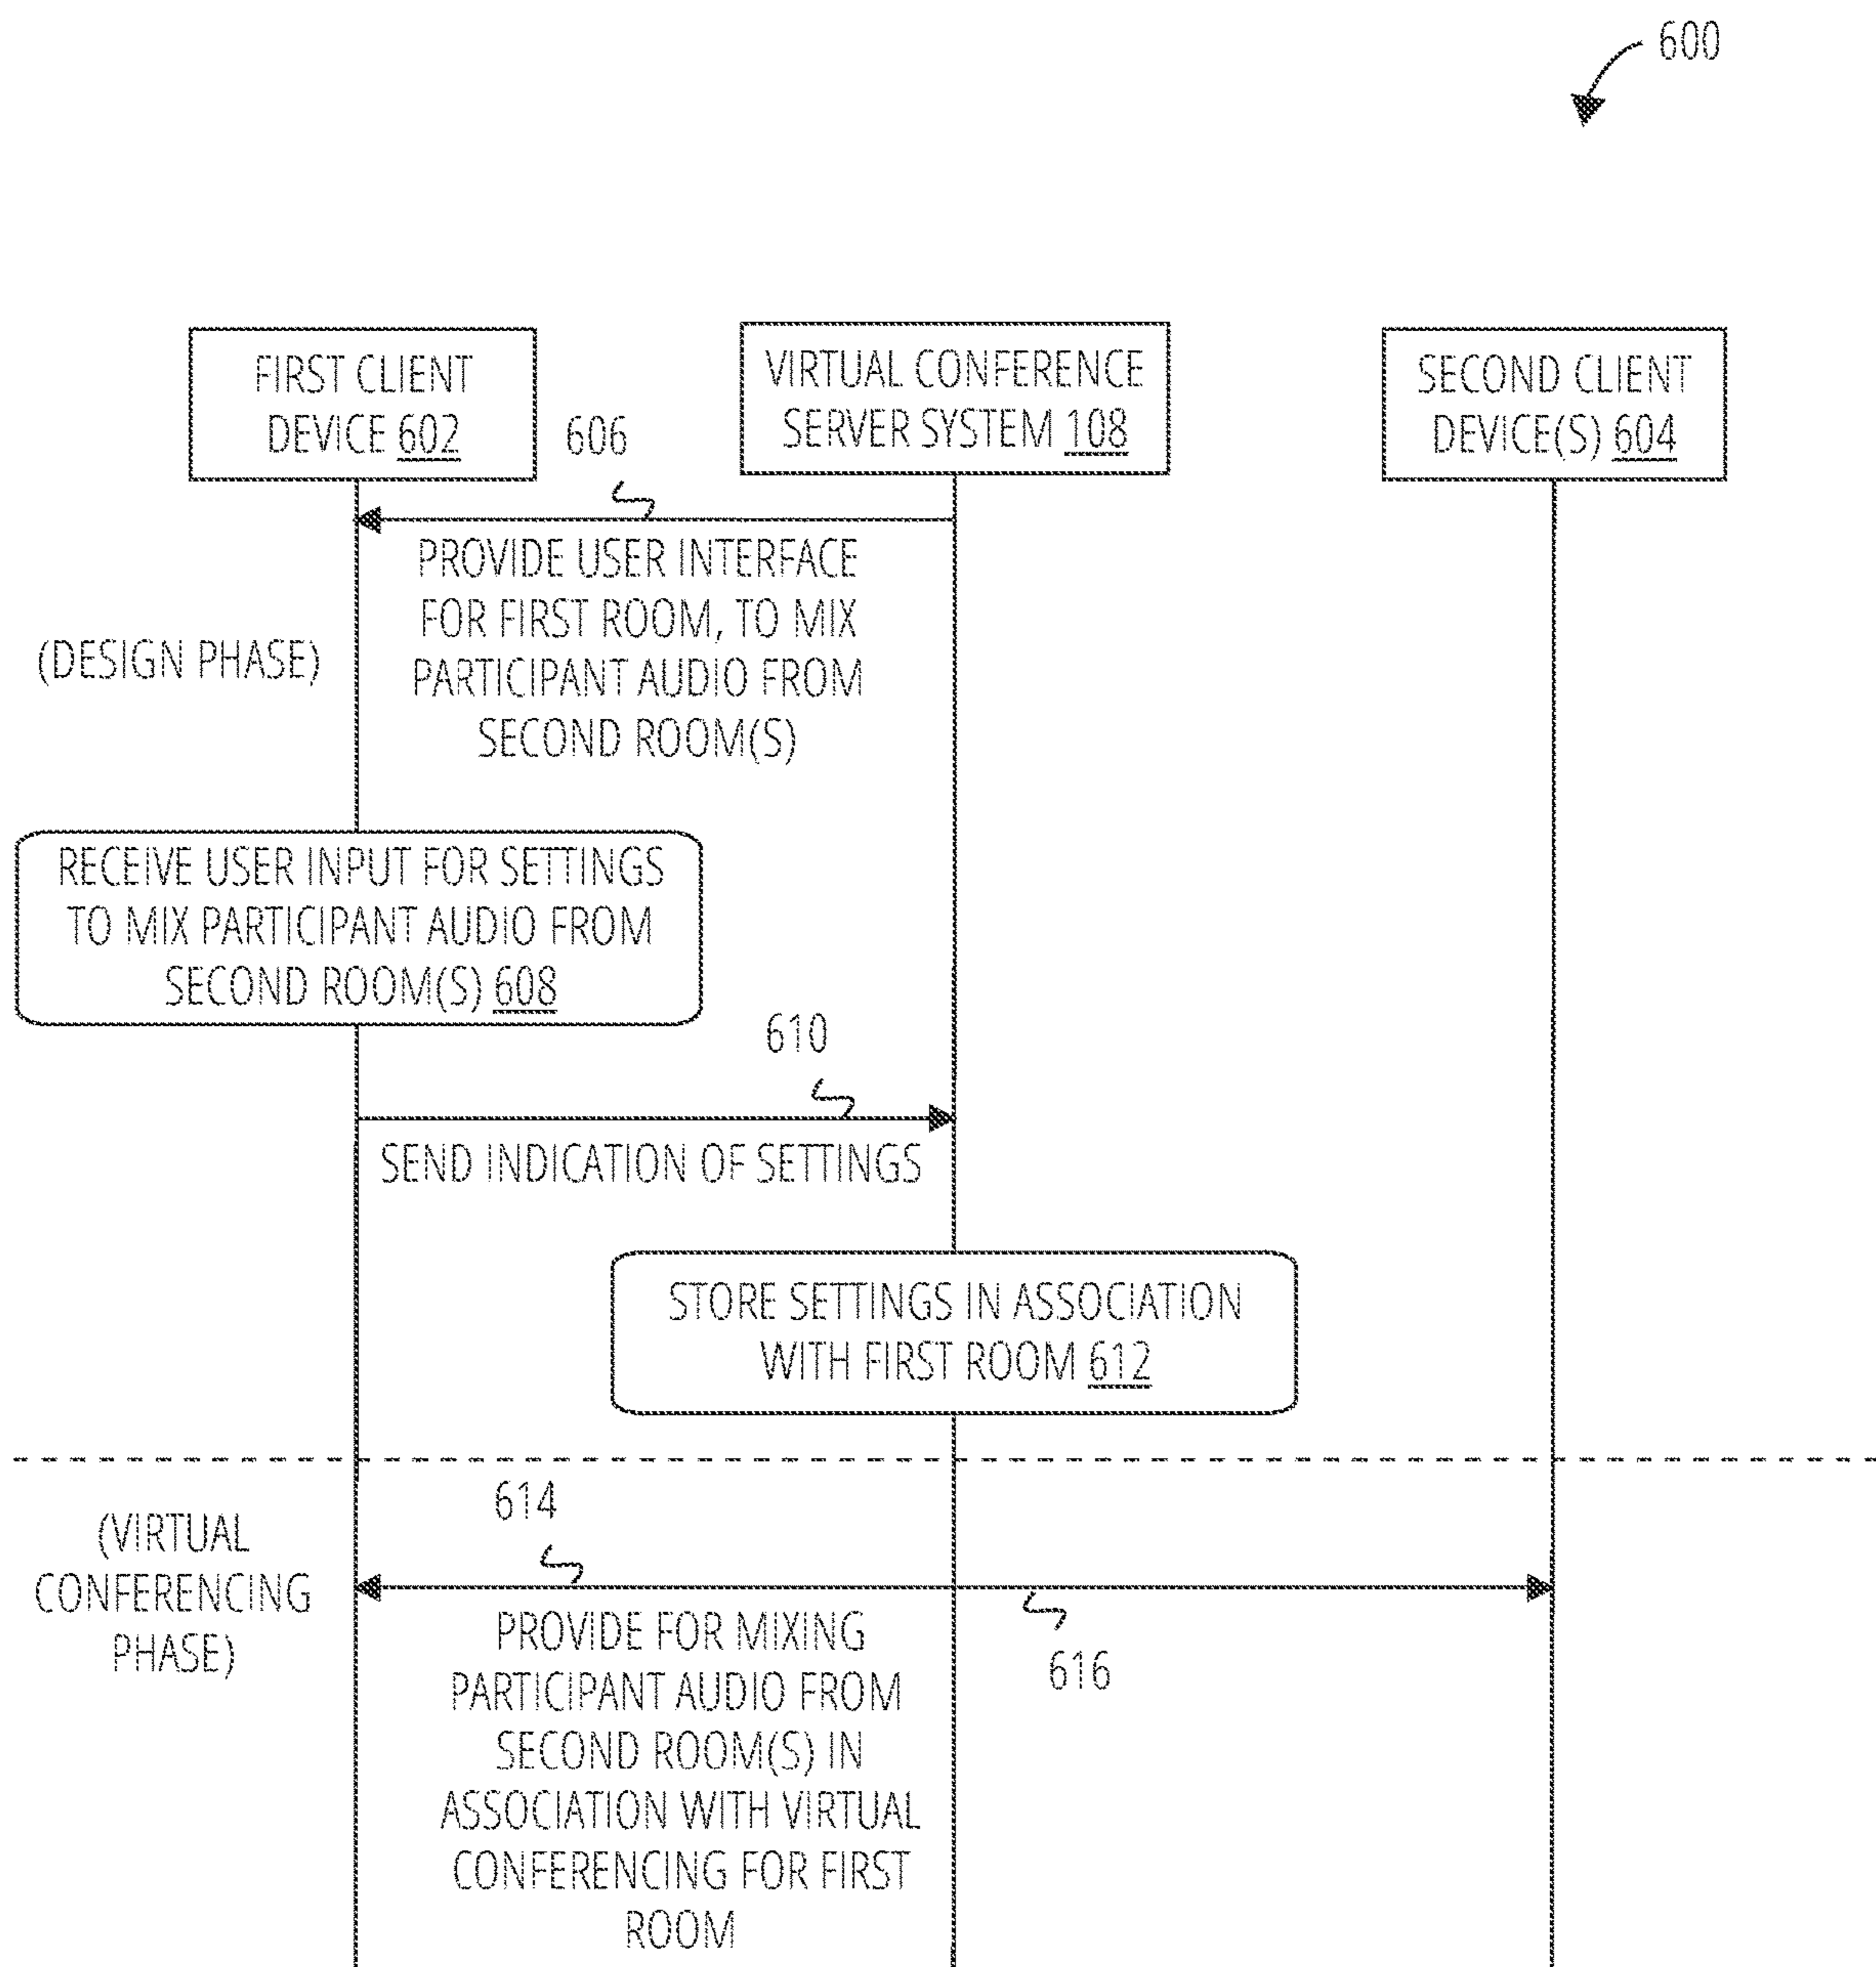 600
FIRST CLIENT
DEVICE 602
VIRTUAL CONFERENCE
SERVER SYSTEM 108
SECOND CLIENT
DEVICE(S) 604
606
PROVIDE USER INTERFACE
FOR FIRST ROOM, TO MIX
PARTICIPANT AUDIO FROM
SECOND ROOM(S)
(DESIGN PHASE)
RECEIVE USER INPUT FOR SETTINGS
TO MIX PARTICIPANT AUDIO FROM
SECOND ROOM(S) 608
610
SEND INDICATION OF SETTINGS
STORE SETTINGS IN ASSOCIATION
WITH FIRST ROOM 612
614
(VIRTUAL
CONFERENCING
PHASE)
616
PROVIDE FOR MIXING
PARTICIPANT AUDIO FROM
SECOND ROOM(S) IN
ASSOCIATION WITH VIRTUAL
CONFERENCING FOR FIRST
ROOM